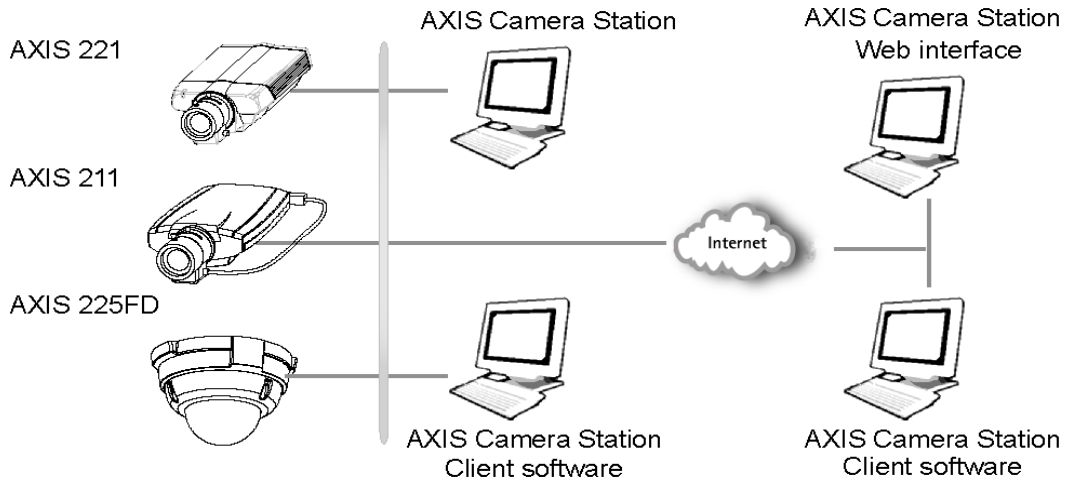 AXIS 221
AXIS Camera Station
AXIS Camera Station
Web interface
AXIS 211
Internet
AXIS 225FD
AXIS Camera Station
Client software
AXIS Camera Station
Client software